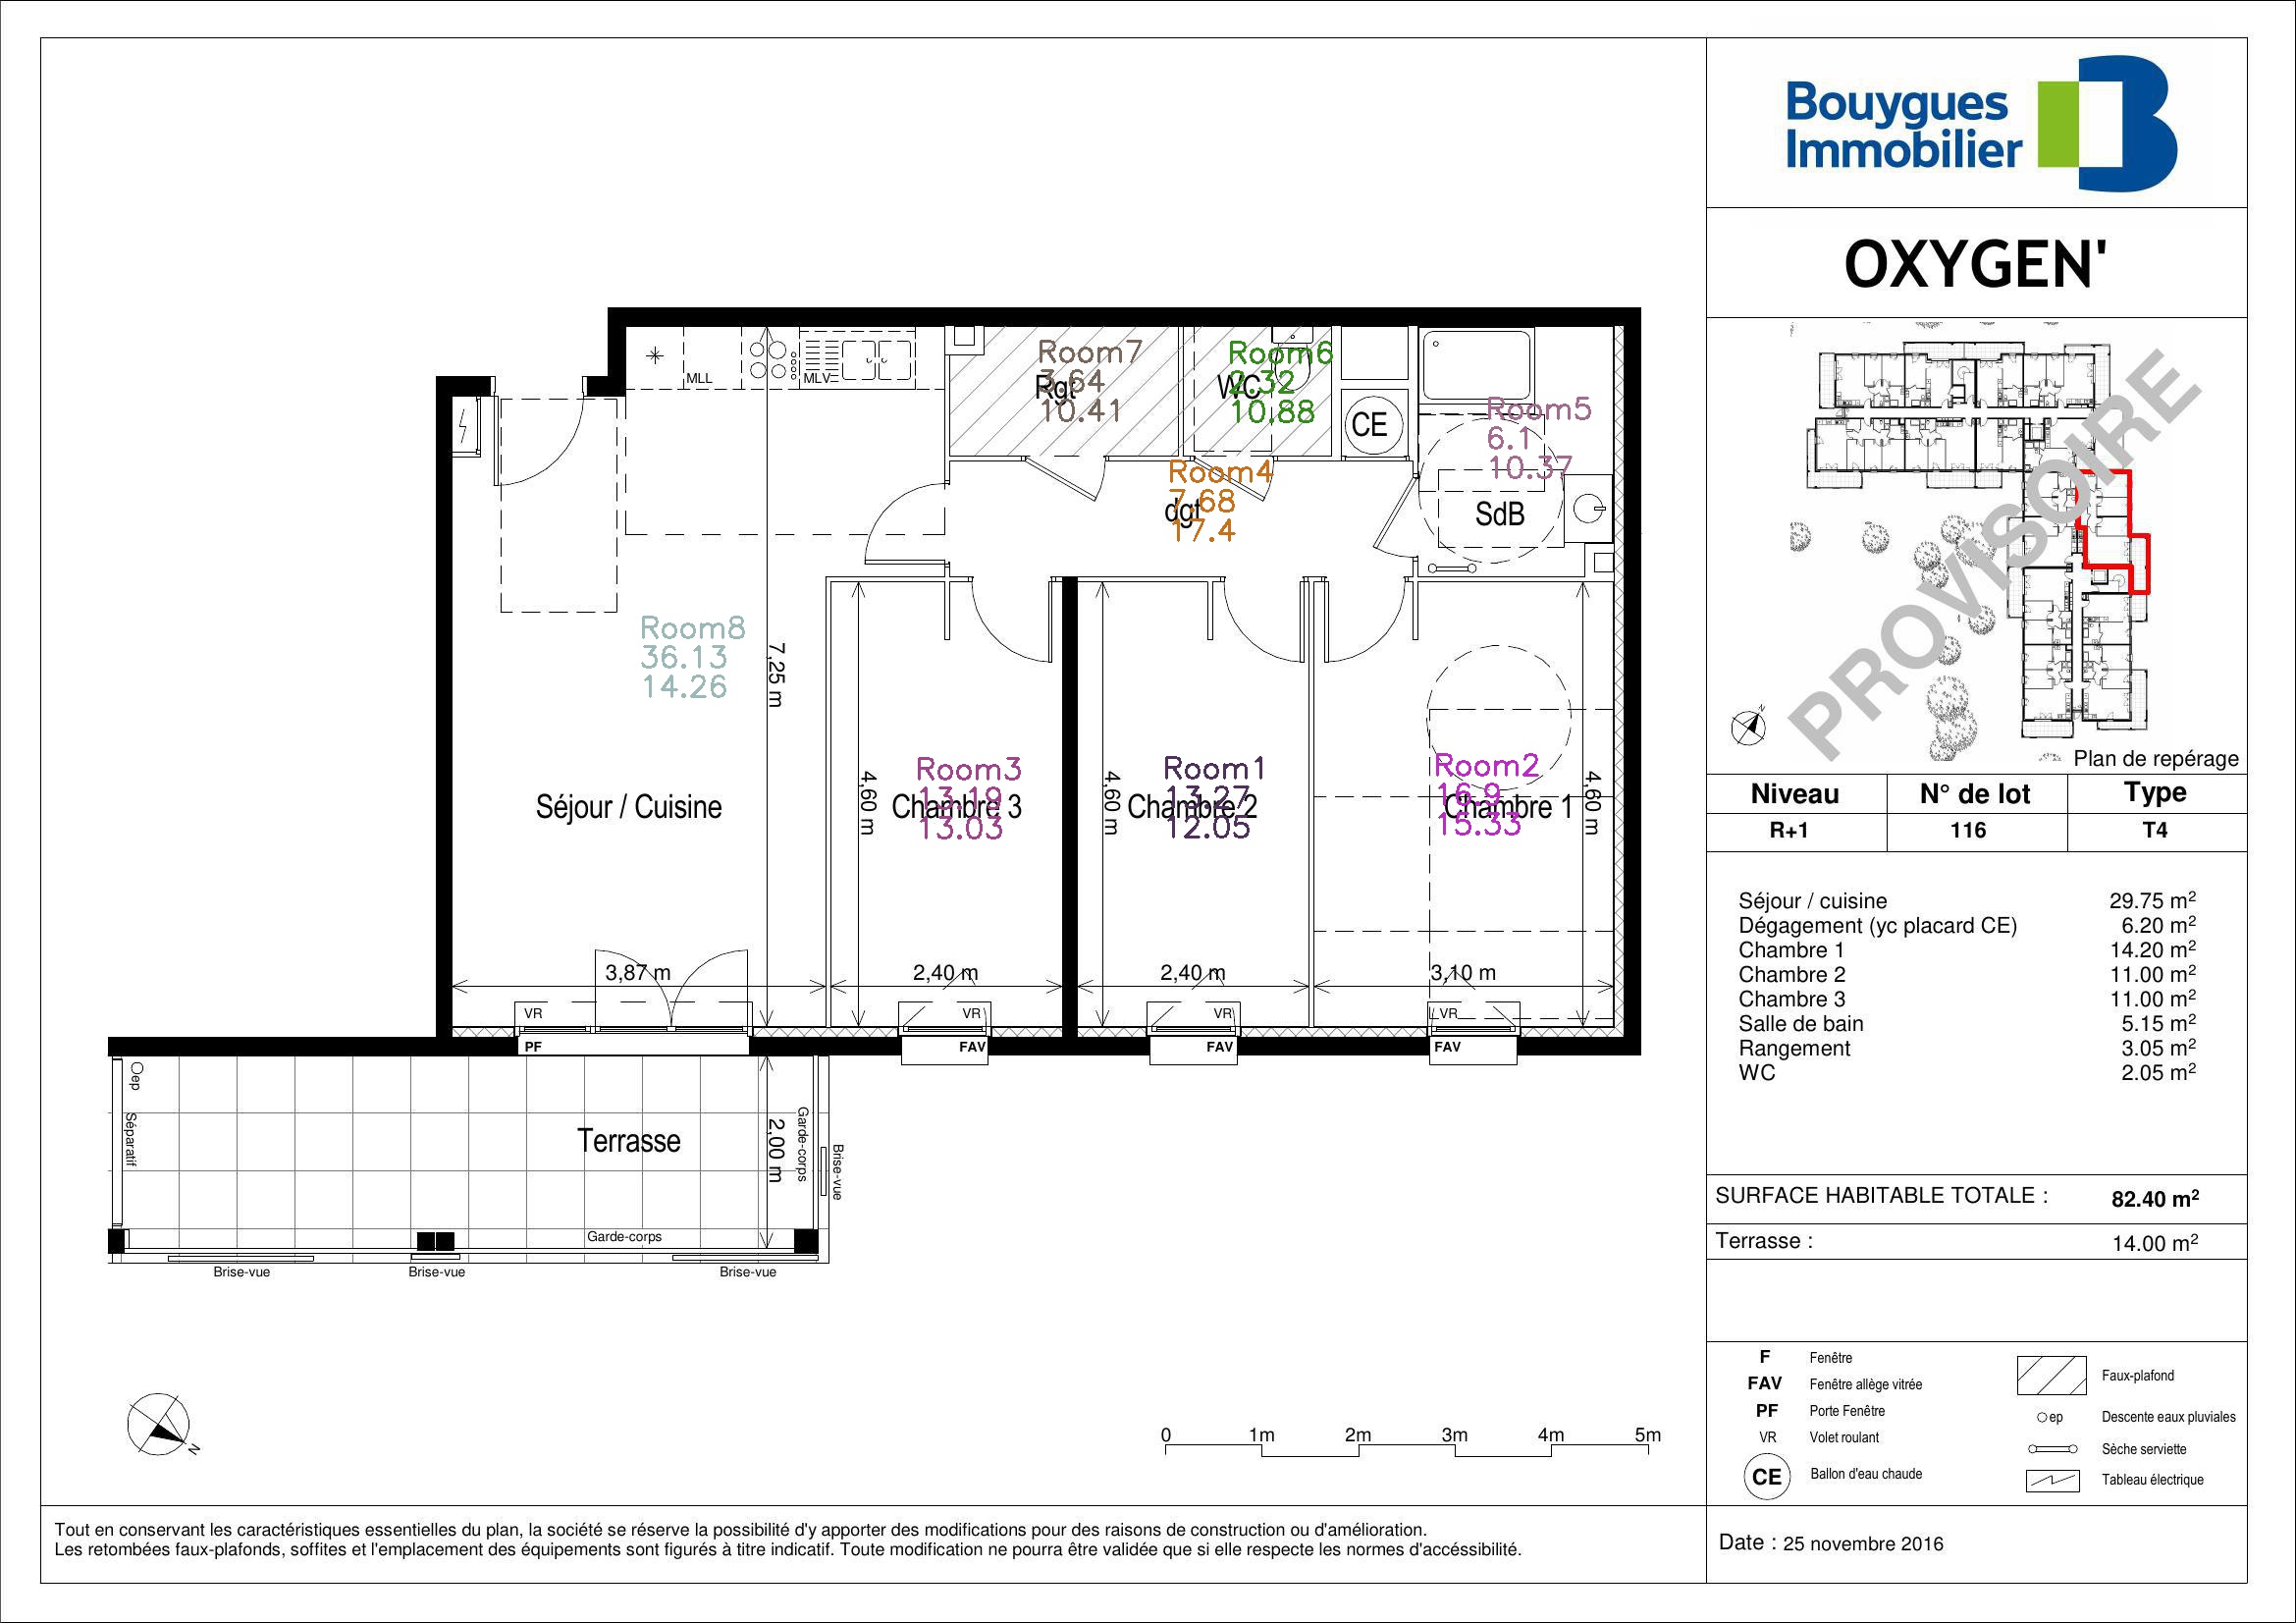 Bouygues
Immobilier
OXYGEN'
PROVISOIRE
N
Plan de repérage
Niveau
N° de lot
Type
R+1
116
T4
Séjour / cuisine 29.75 m²
Dégagement (yc placard CE) 6.20 m²
Chambre 1 14.20 m²
Chambre 2 11.00 m²
Chambre 3 11.00 m²
Salle de bain 5.15 m²
Rangement 3.05 m²
WC 2.05 m²
SURFACE HABITABLE TOTALE : 82.40 m²
Terrasse : 14.00 m²
F Fenêtre
FAV Fenêtre allège vitrée
PF Porte Fenêtre
VR Volet roulant
CE Ballon d'eau chaude
Faux-plafond
ep Descente eaux pluviales
Sèche serviette
Tableau électrique
Date : 25 novembre 2016
MLL
MLV
Room7
3.64
10.41
Rgt
Room6
2.32
10.88
WC
CE
Room5
6.1
10.37
SdB
Room4
7.68
17.4
dgt
Room8
36.13
14.26
7,25 m
Séjour / Cuisine
4,60 m
Room3
13.19
13.03
Chambre 3
4,60 m
Room1
13.27
12.05
Chambre 2
Room2
16.9
15.33
Chambre 1
4,60 m
3,87 m
2,40 m
2,40 m
3,10 m
VR
VR
VR
VR
PF
FAV
FAV
FAV
ep
Séparatif
Terrasse
2,00 m
Garde-corps
Brise-vue
Garde-corps
Brise-vue
Brise-vue
Brise-vue
N
0 1m 2m 3m 4m 5m
Tout en conservant les caractéristiques essentielles du plan, la société se réserve la possibilité d'y apporter des modifications pour des raisons de construction ou d'amélioration.
Les retombées faux-plafonds, soffites et l'emplacement des équipements sont figurés à titre indicatif. Toute modification ne pourra être validée que si elle respecte les normes d'accéssibilité.